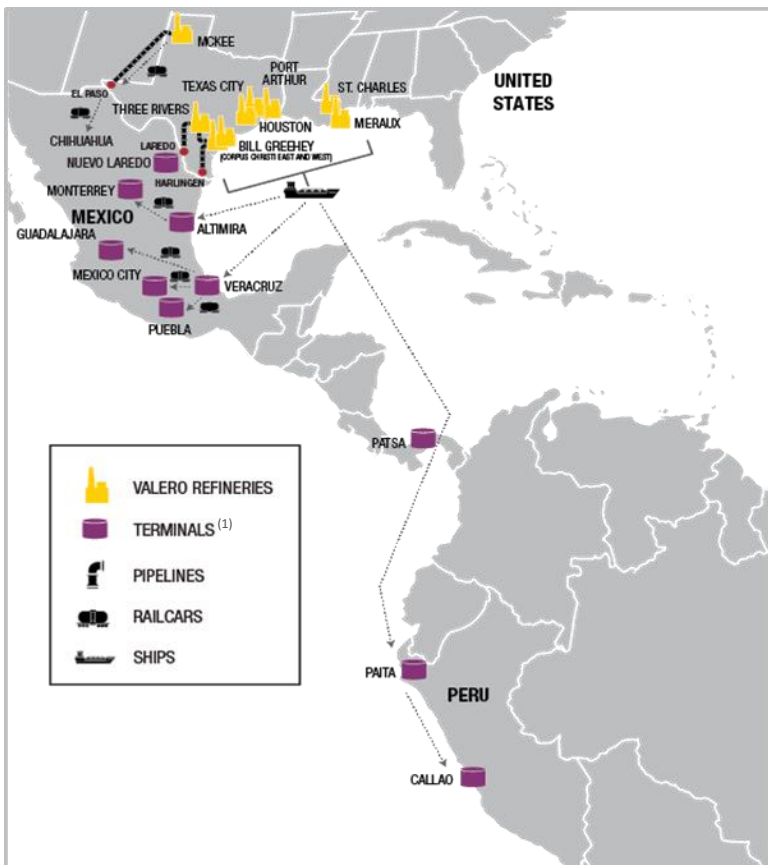 MCKEE
EL PASO
CHIHUAHUA
TEXAS CITY
PORT
ARTHUR
ST. CHARLES
UNITED
STATES
THREE RIVERS
HOUSTON
MERAUX
BILL GREEHEY
(CORPUS CHRISTI EAST AND WEST)
LAREDO
NUEVO LAREDO
HARLINGEN
MONTERREY
MEXICO
ALTIMIRA
GUADALAJARA
MEXICO CITY
VERACRUZ
PUEBLA
PATSA
VALERO REFINERIES
TERMINALS (1)
PIPELINES
RAILCARS
SHIPS
PAITA
PERU
CALLAO